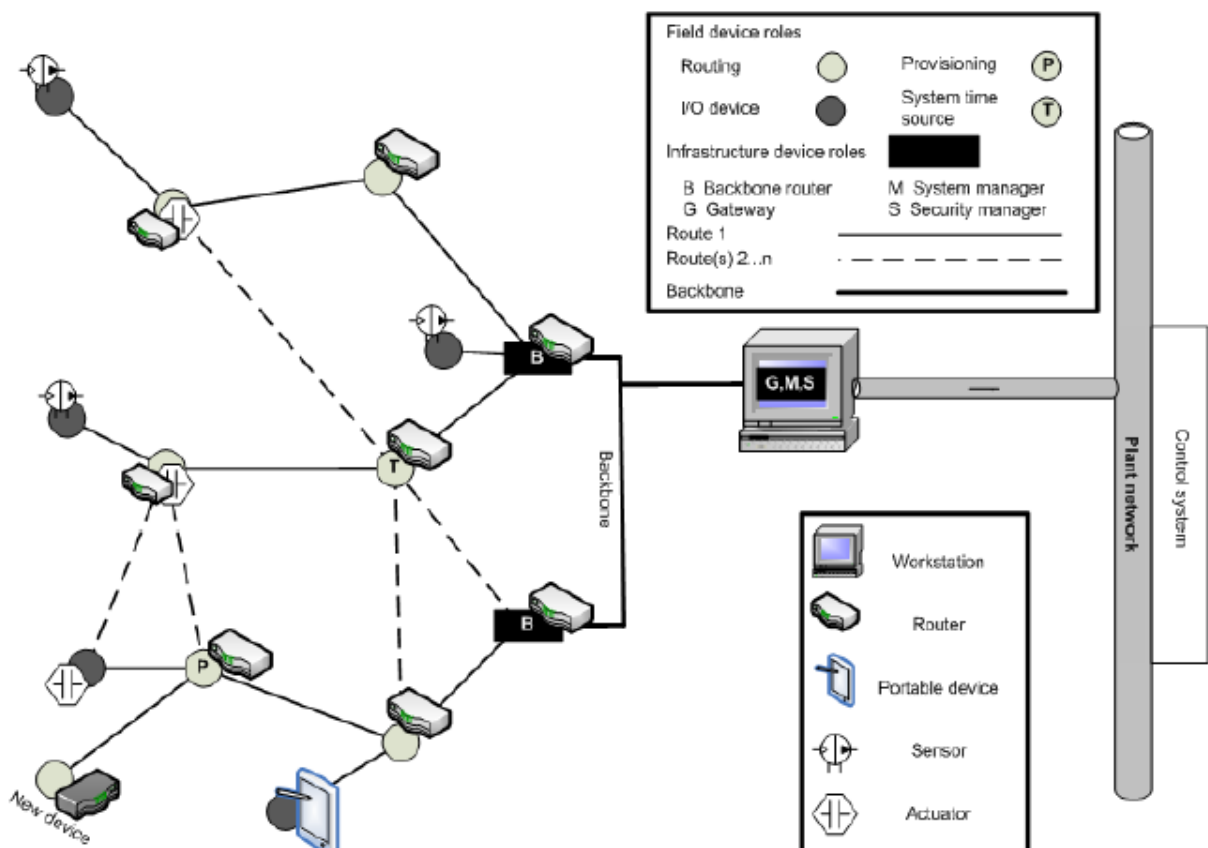 Field device roles
Routing
Provisioning
P
I/O device
System time
source
T
Infrastructure device roles
B Backbone router
M System manager
G Gateway
S Security manager
Route 1
Route(s) 2...n
Backbone
B
G,M,S
T
Backbone
Plant network
Control system
B
P
New device
Workstation
Router
Portable device
Sensor
Actuator